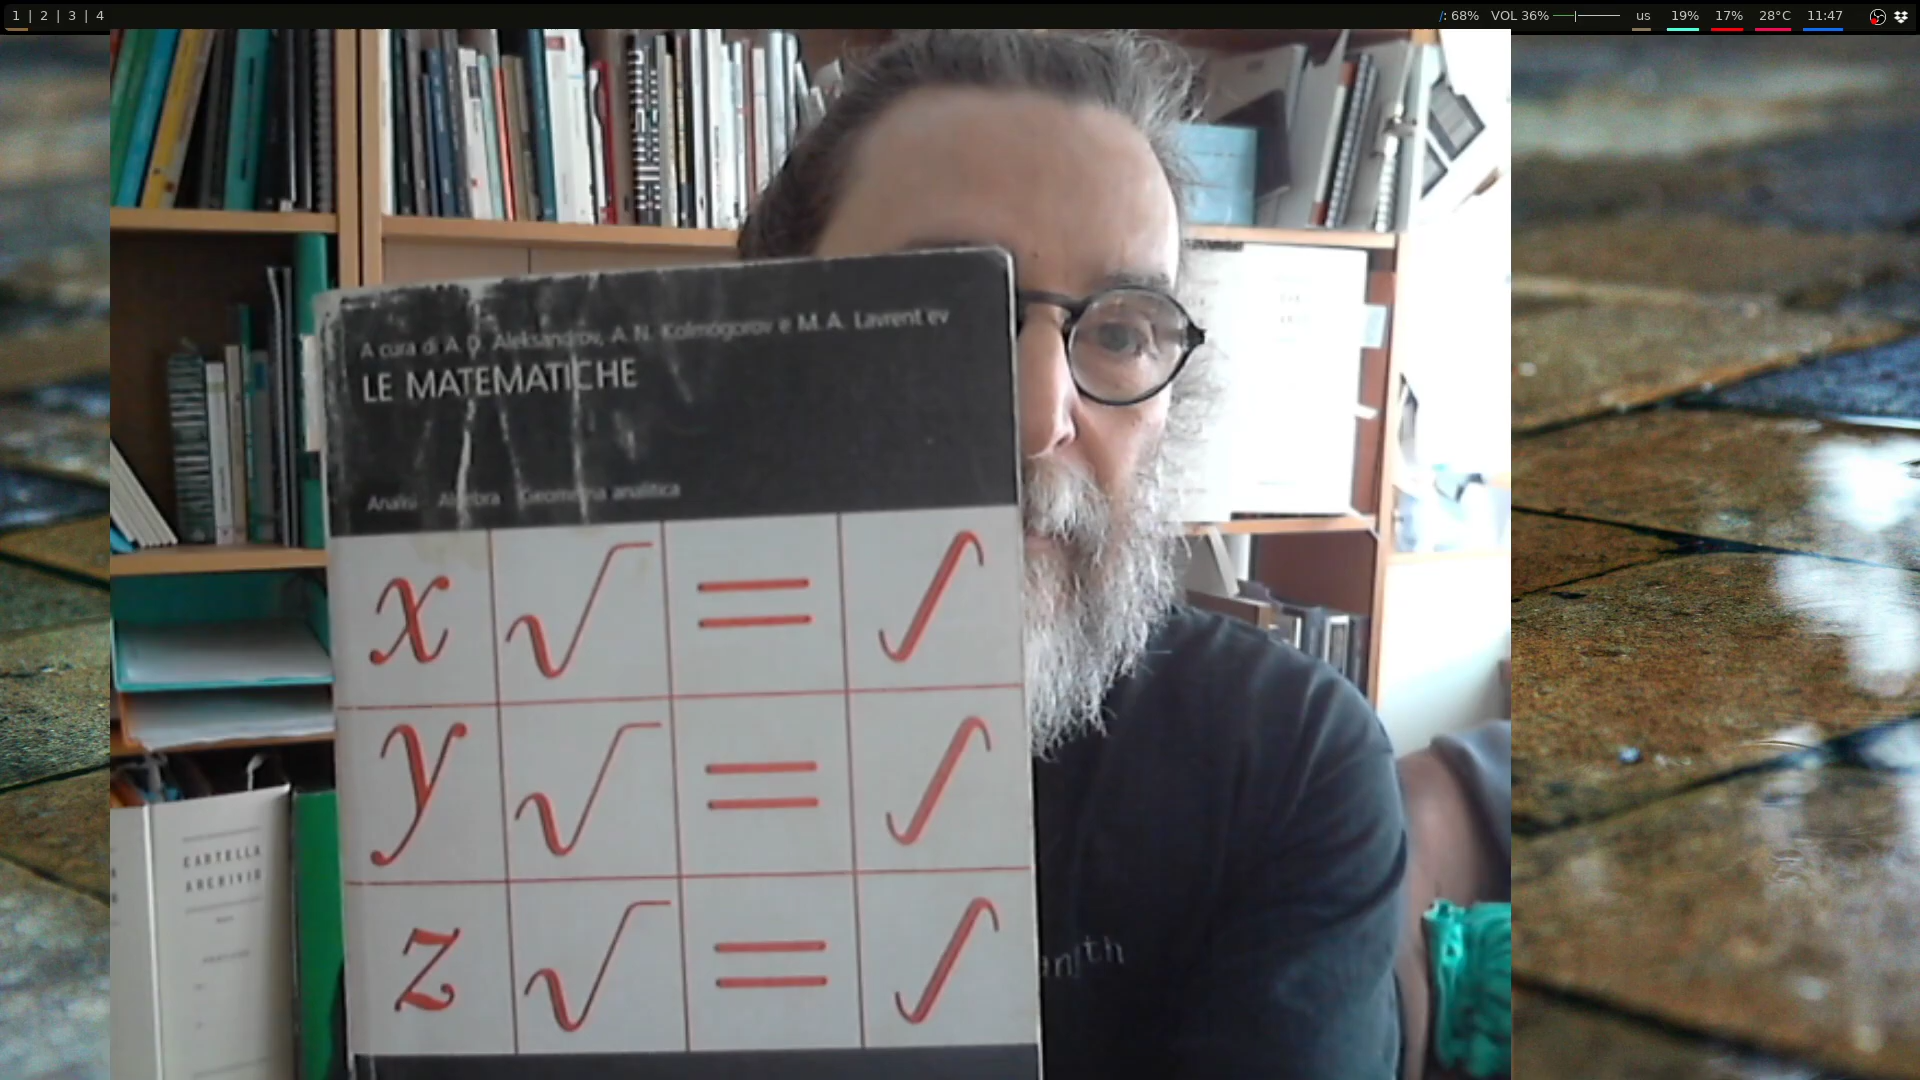 1 | 2 | 3 | 4
/: 68% VOL 36% us 19% 17% 28°C 11:47
A cura di A. D. Aleksandrov, A. N. Kolmogorov e M. A. Lavrent'ev
LE MATEMATICHE
Analisi Algebra Geometria analitica
x √ = ∫
y √ = ∫
z √ = ∫
CARTELLA
ARCHIVIO